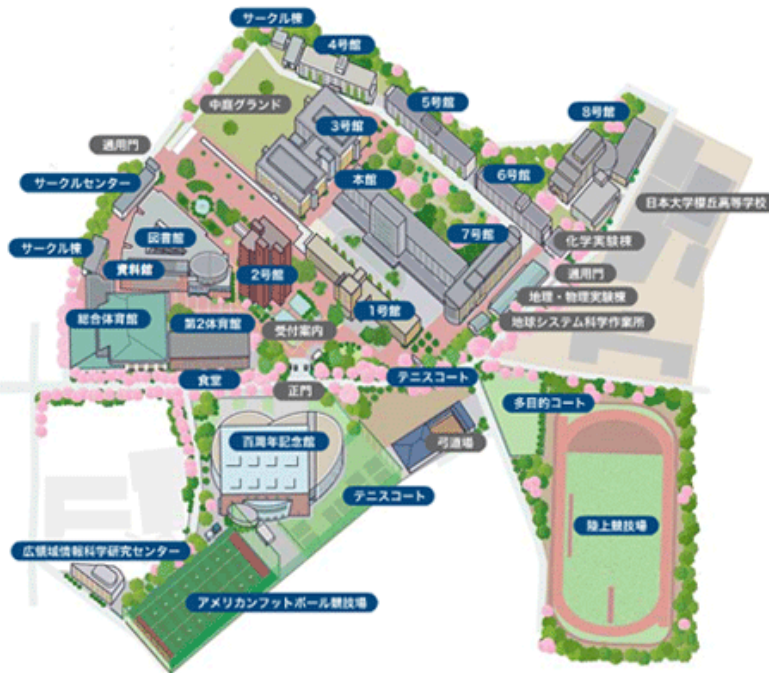 サークル棟
4号館
5号館
8号館
中庭グランド
3号館
通用門
本館
6号館
サークルセンター
日本大学櫻丘高等学校
図書館
7号館
化学実験棟
サークル棟
資料館
2号館
通用門
地理・物理実験棟
総合体育館
第2体育館
受付案内
1号館
地球システム科学作業所
食堂
正門
テニスコート
多目的コート
百周年記念館
弓道場
テニスコート
陸上競技場
広領域情報科学研究センター
アメリカンフットボール競技場